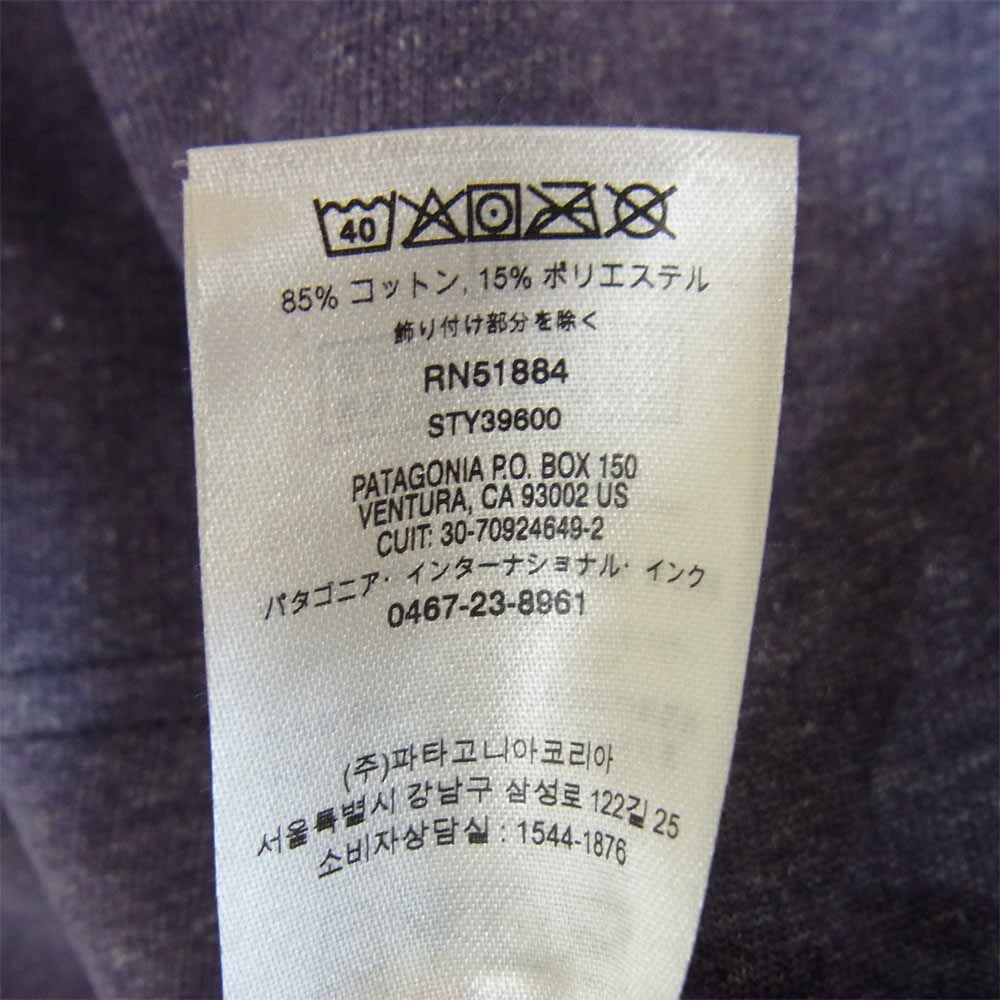 40
85% コットン, 15% ポリエステル
飾り付け部分を除く
RN51884
STY39600
PATAGONIA P.O. BOX 150
VENTURA, CA 93002 US
CUIT: 30-70924649-2
パタゴニア・インターナショナル・インク
0467-23-8961
(주)파타고니아코리아
서울특별시 강남구 삼성로 122길 25
소비자상담실 : 1544-1876